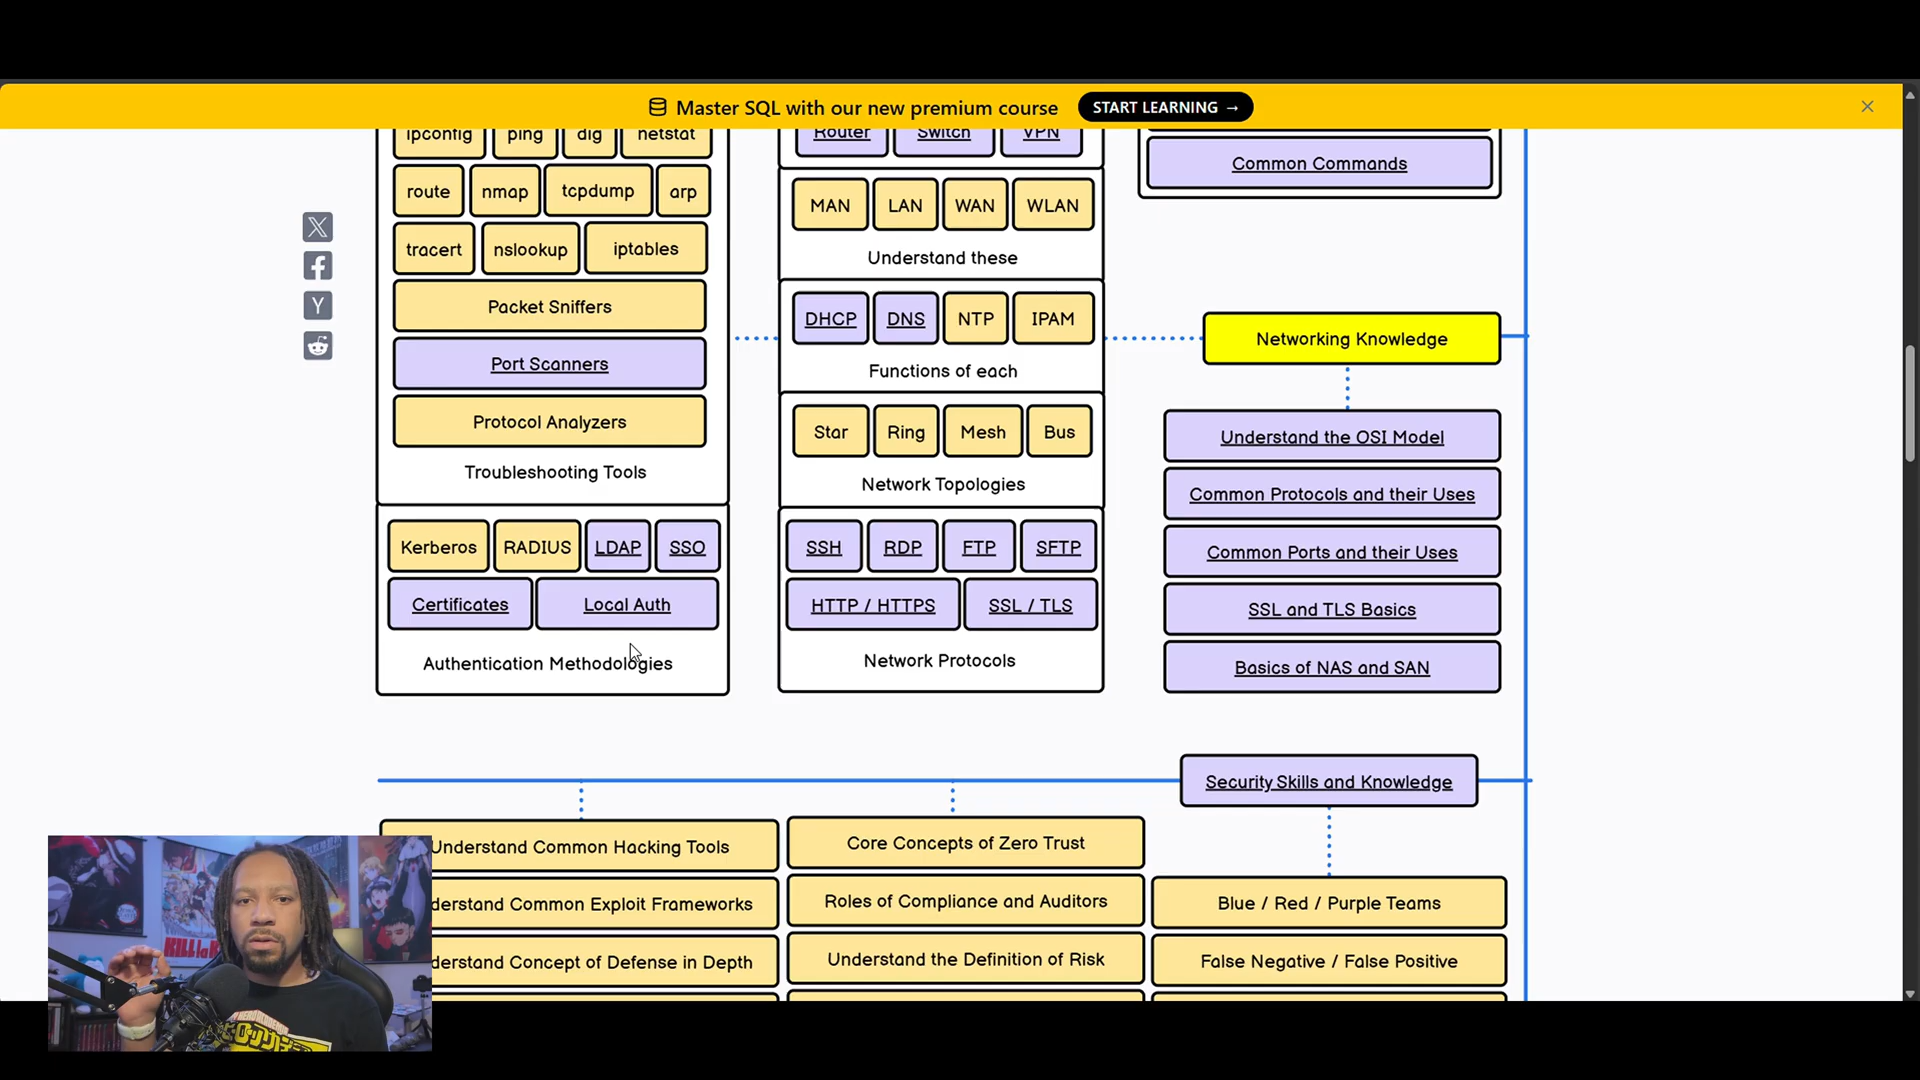 Master SQL with our new premium course
START LEARNING →
ipconfig
ping
dig
netstat
route
nmap
tcpdump
arp
tracert
nslookup
iptables
Packet Sniffers
Port Scanners
Protocol Analyzers
Troubleshooting Tools
Kerberos
RADIUS
LDAP
SSO
Certificates
Local Auth
Authentication Methodologies
Router
Switch
VPN
MAN
LAN
WAN
WLAN
Understand these
DHCP
DNS
NTP
IPAM
Functions of each
Star
Ring
Mesh
Bus
Network Topologies
SSH
RDP
FTP
SFTP
HTTP / HTTPS
SSL / TLS
Network Protocols
Common Commands
Networking Knowledge
Understand the OSI Model
Common Protocols and their Uses
Common Ports and their Uses
SSL and TLS Basics
Basics of NAS and SAN
Security Skills and Knowledge
Understand Common Hacking Tools
derstand Common Exploit Frameworks
derstand Concept of Defense in Depth
Core Concepts of Zero Trust
Roles of Compliance and Auditors
Understand the Definition of Risk
Blue / Red / Purple Teams
False Negative / False Positive
KILL la K